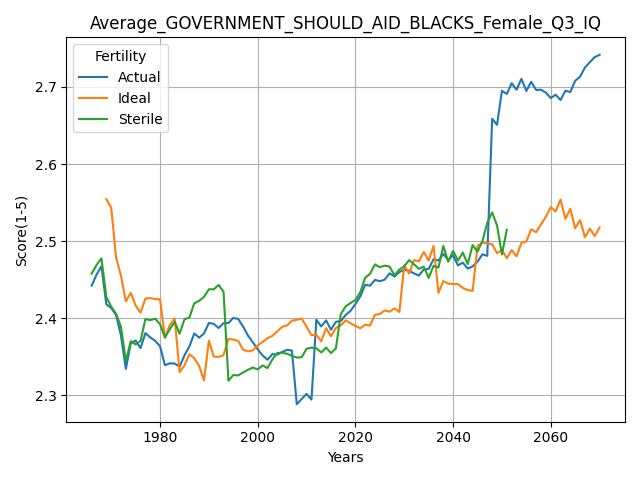 Average_GOVERNMENT_SHOULD_AID_BLACKS_Female_Q3_IQ
Fertility
Actual
Ideal
Sterile
Score(1-5)
2.7
2.6
2.5
2.4
2.3
1980 2000 2020 2040 2060
Years